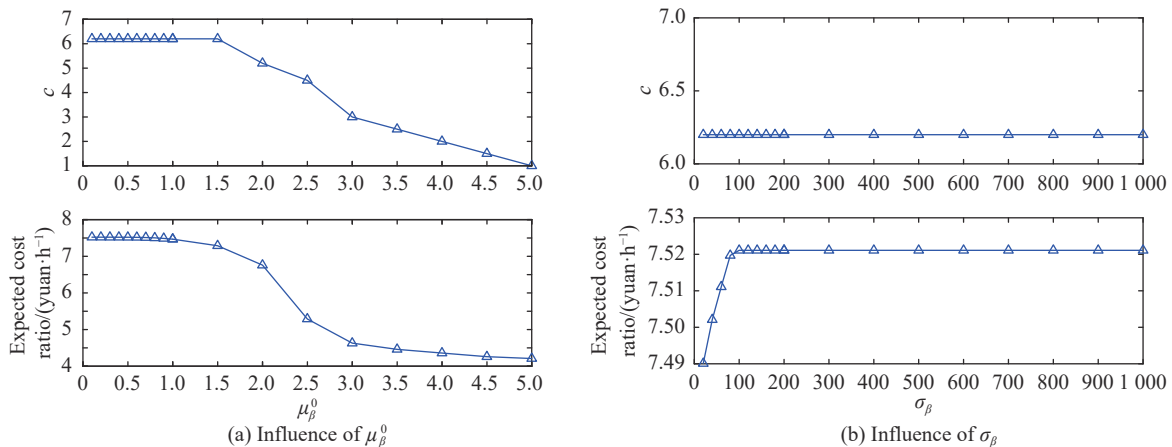 7
6
5
4
3
2
1
c
0 0.5 1.0 1.5 2.0 2.5 3.0 3.5 4.0 4.5 5.0
8
7
6
5
4
Expected cost
ratio/(yuan·h⁻¹)
0 0.5 1.0 1.5 2.0 2.5 3.0 3.5 4.0 4.5 5.0
μ_β^0
(a) Influence of μ_β^0
7.0
6.5
6.0
c
0 100 200 300 400 500 600 700 800 900 1 000
7.53
7.52
7.51
7.50
7.49
Expected cost
ratio/(yuan·h⁻¹)
0 100 200 300 400 500 600 700 800 900 1 000
σ_β
(b) Influence of σ_β